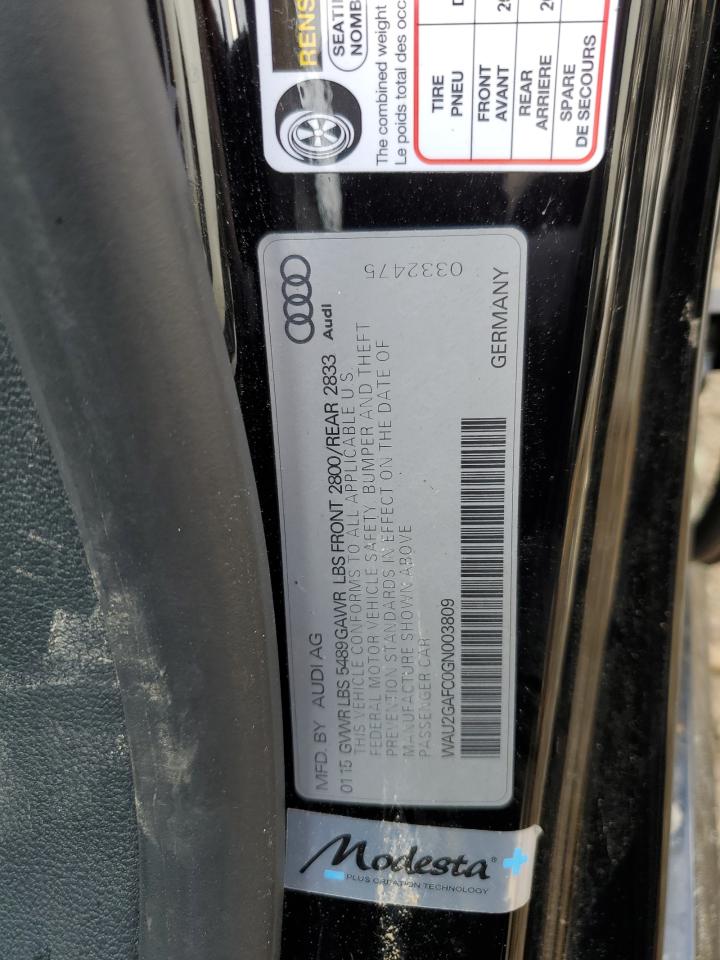 RENS
SEATI
NOMB
The combined weight
Le poids total des occ
TIRE
PNEU
FRONT
AVANT
REAR
ARRIERE
SPARE
DE SECOURS
MFD. BY AUDI AG
Audi
0115 GVWR LBS 5489 GAWR LBS FRONT 2800/REAR 2833
THIS VEHICLE CONFORMS TO ALL APPLICABLE U S
FEDERAL MOTOR VEHICLE SAFETY BUMPER AND THEFT
PREVENTION STANDARDS IN EFFECT ON THE DATE OF
MANUFACTURE SHOWN ABOVE
PASSENGER CAR
0332475
WAU2GAFC0GN003809
GERMANY
Modesta®
PLUS CREATION TECHNOLOGY